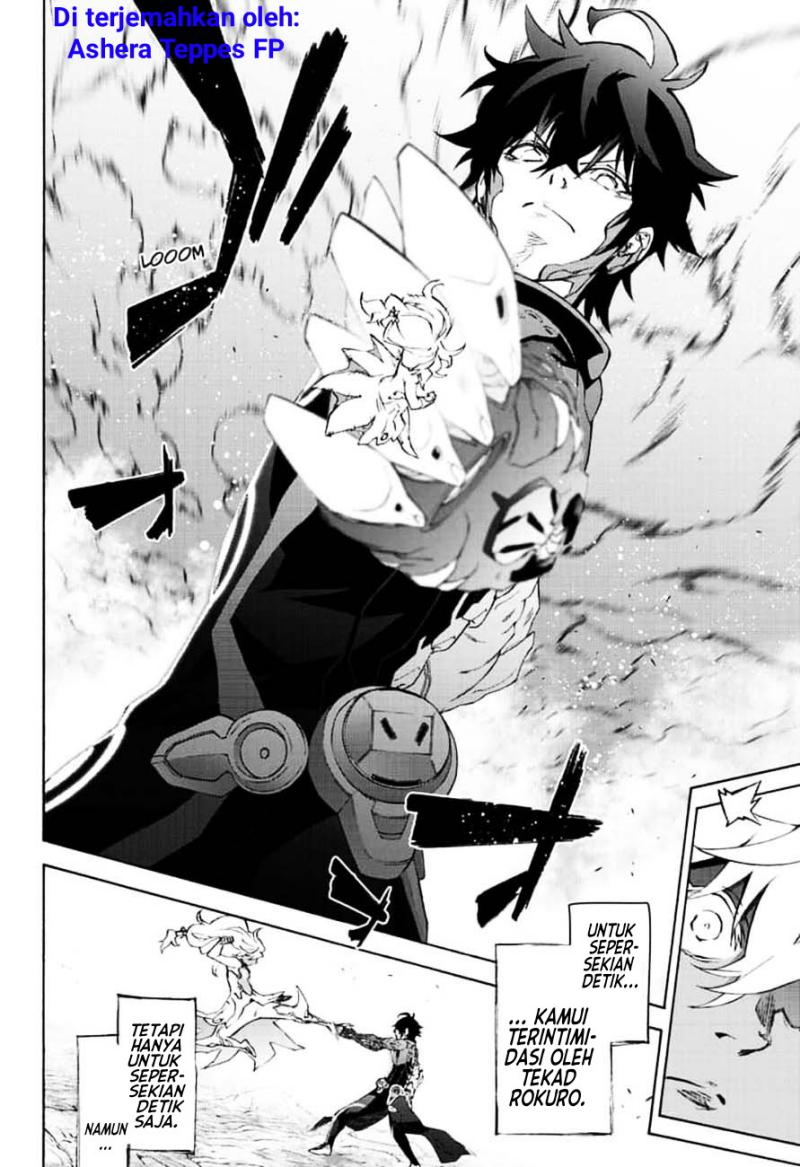 Di terjemahkan oleh:
Ashera Teppes FP
LOOOM
UNTUK
SEPER-
SEKIAN
DETIK...
... KAMUI
TERINTIMI-
DASI OLEH
TEKAD
ROKURO.
TETAPI
HANYA
UNTUK
SEPER-
SEKIAN
DETIK
SAJA.
NAMUN
...